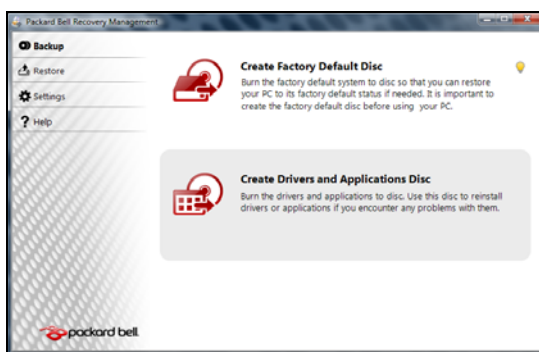 Packard Bell Recovery Management
Backup
Restore
Settings
? Help
Create Factory Default Disc
Burn the factory default system to disc so that you can restore
your PC to its factory default status if needed. It is important to
create the factory default disc before using your PC.
Create Drivers and Applications Disc
Burn the drivers and applications to disc. Use this disc to reinstall
drivers or applications if you encounter any problems with them.
packard bell